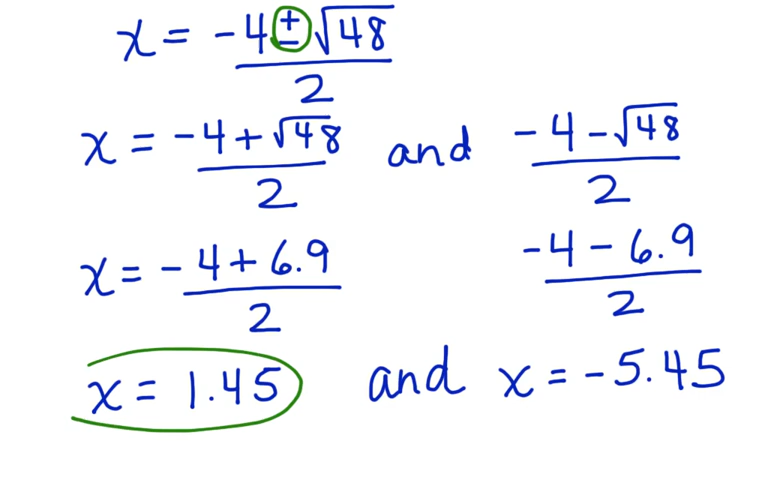 x = (-4 ± √48)/2
x = (-4 + √48)/2 and (-4 - √48)/2
x = (-4 + 6.9)/2 (-4 - 6.9)/2
x = 1.45 and x = -5.45